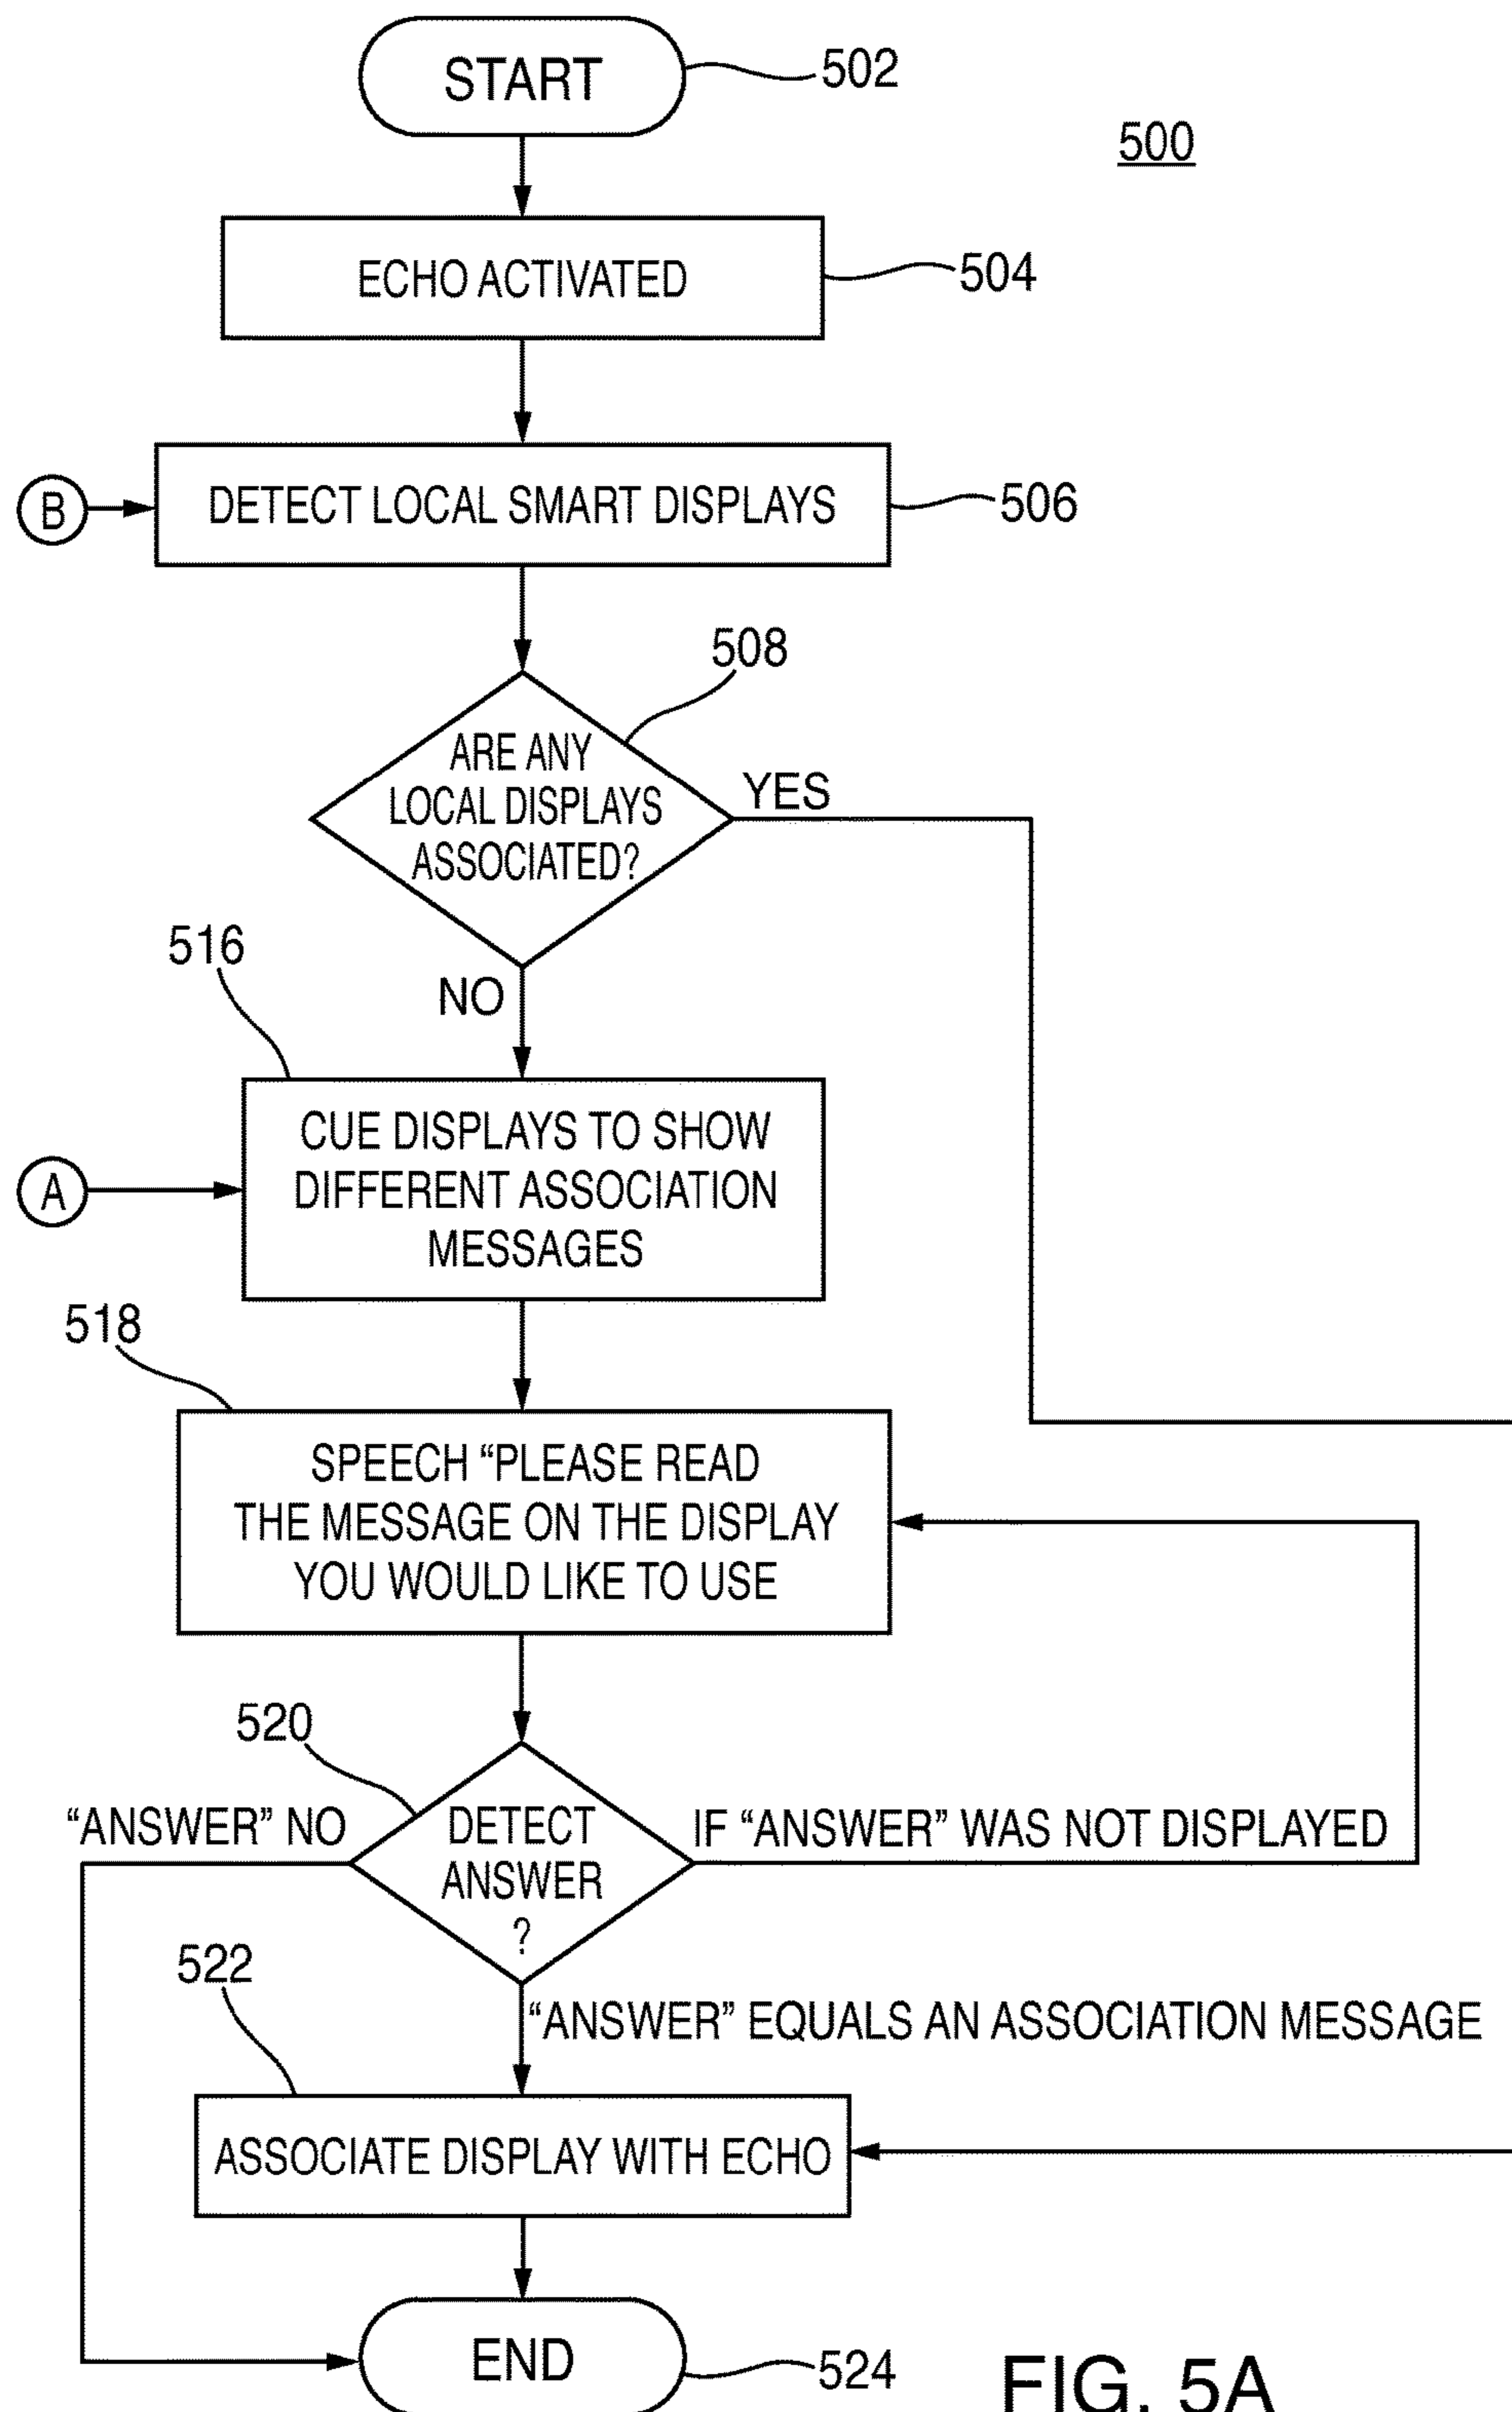 START
502
500
ECHO ACTIVATED
504
B
DETECT LOCAL SMART DISPLAYS
506
508
ARE ANY
LOCAL DISPLAYS
ASSOCIATED?
YES
516
NO
CUE DISPLAYS TO SHOW
DIFFERENT ASSOCIATION
MESSAGES
A
518
SPEECH “PLEASE READ
THE MESSAGE ON THE DISPLAY
YOU WOULD LIKE TO USE
520
“ANSWER” NO
DETECT
ANSWER
?
IF “ANSWER” WAS NOT DISPLAYED
522
“ANSWER” EQUALS AN ASSOCIATION MESSAGE
ASSOCIATE DISPLAY WITH ECHO
END
524
FIG. 5A